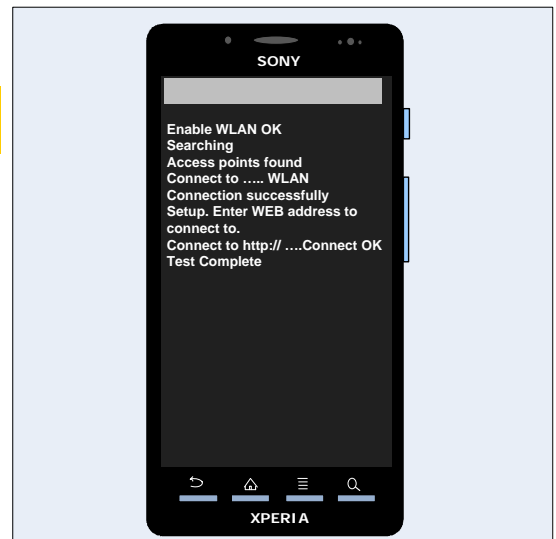 SONY
Enable WLAN OK
Searching
Access points found
Connect to ..... WLAN
Connection successfully
Setup. Enter WEB address to
connect to.
Connect to http:// ....Connect OK
Test Complete
XPERIA